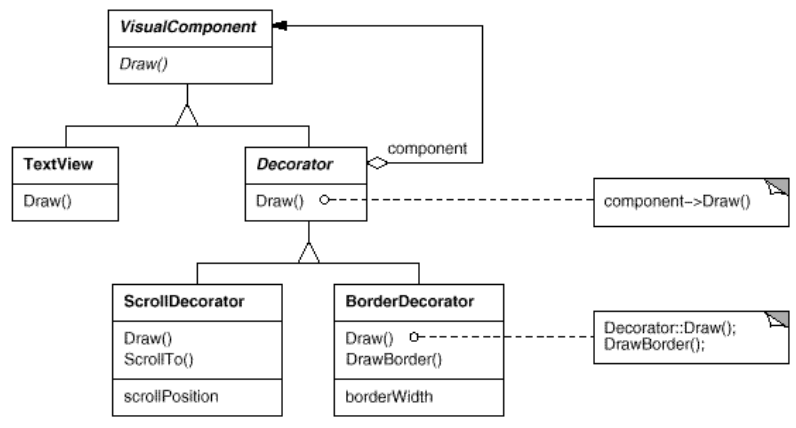 VisualComponent
Draw()
component
TextView
Draw()
Decorator
Draw()
component->Draw()
ScrollDecorator
Draw()
ScrollTo()
scrollPosition
BorderDecorator
Draw()
DrawBorder()
borderWidth
Decorator::Draw();
DrawBorder();